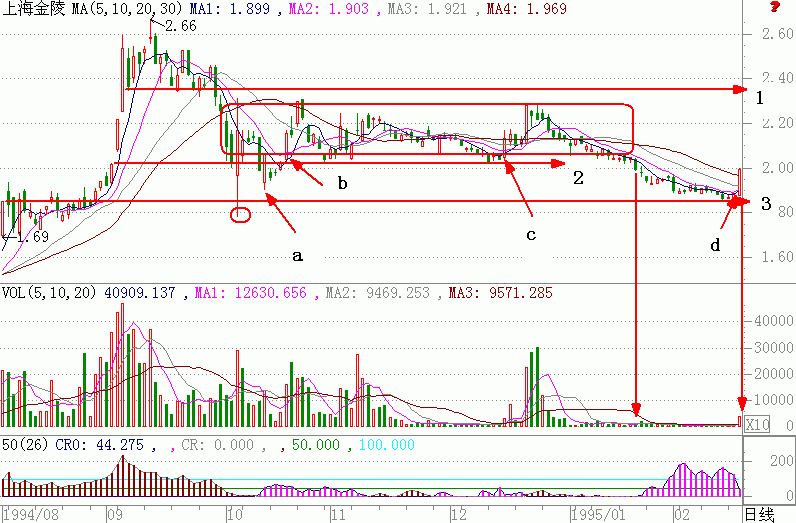 上海金陵 MA(5,10,20,30) MA1: 1.899 , MA2: 1.903 , MA3: 1.921 , MA4: 1.969
?
2.66
2.60
2.40
1
2.20
2.00
b
2
3
1.80
c
1.69
d
a
1.60
VOL(5,10,20) 40909.137 , MA1: 12630.656 , MA2: 9469.253 , MA3: 9571.285
40000
30000
20000
10000
X10
0
50(26) CR0: 44.275 , , CR: 0.000 , , 50.000 , 100.000
200
0
1994/08 09 10 11 12 1995/01 02 日线